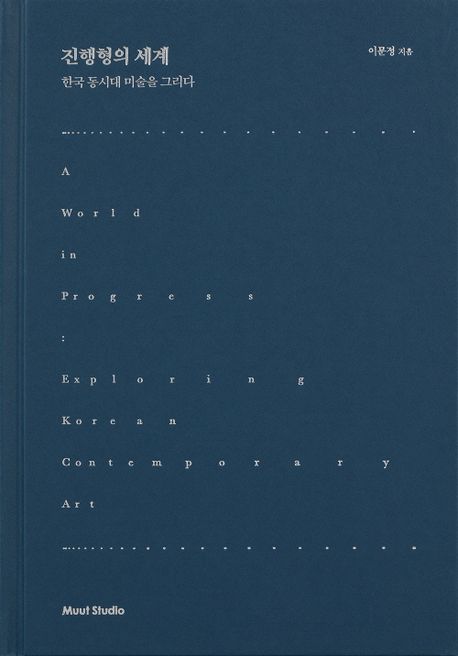 진행형의 세계
이문정 지음
한국 동시대 미술을 그리다
A
World
in
Progress
:
Exploring
Korean
Contemporary
Art
Muut Studio